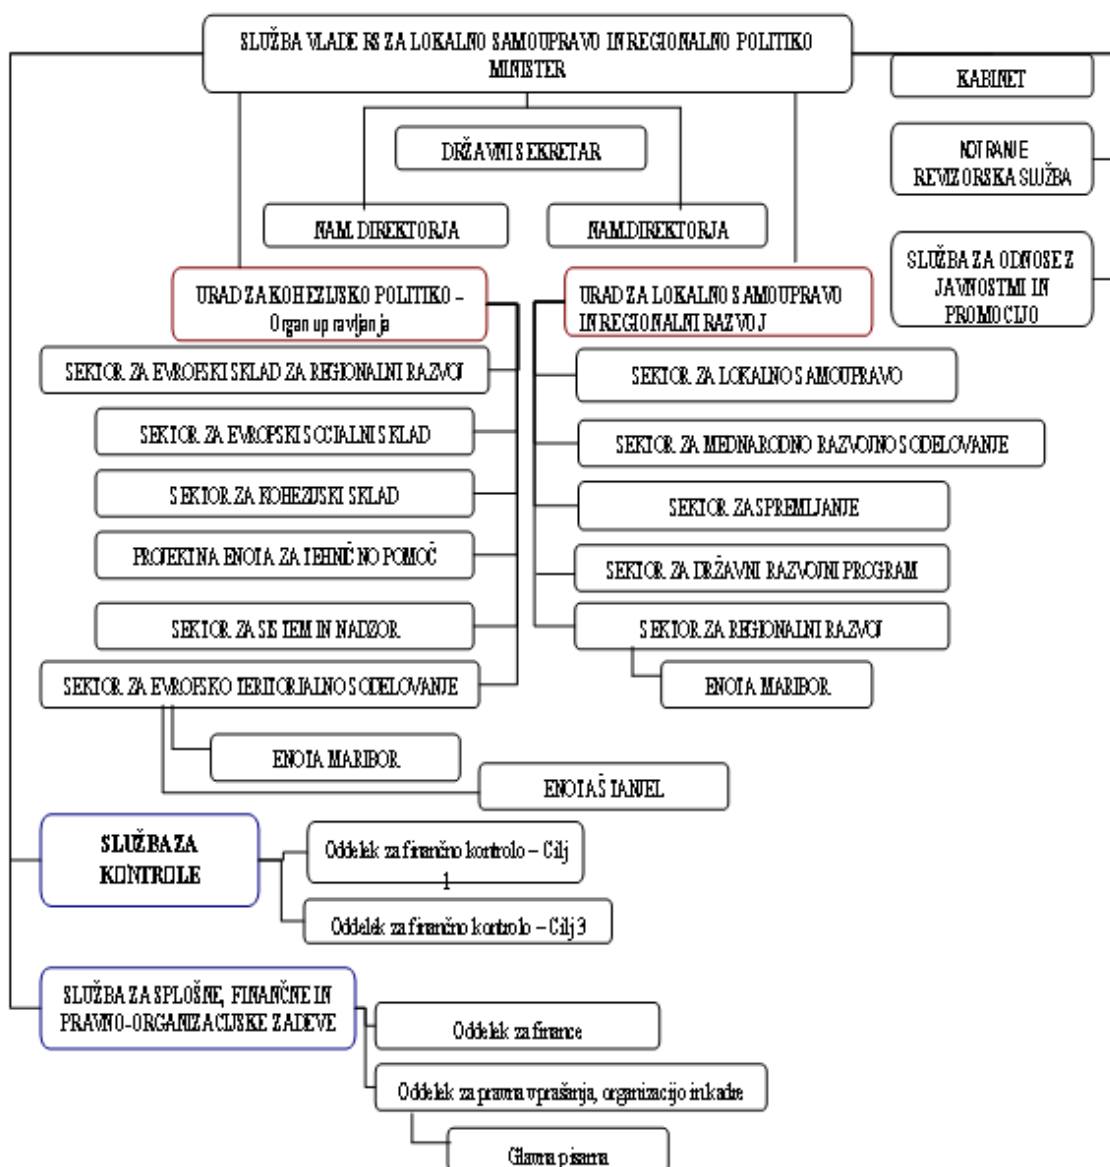 SLUŽBA VLADE RS ZA LOKALNO SAMOUPRAVO IN REGIONALNO POLITIKO
MINISTER
KABINET
DRŽAVNI SEKRETAR
NOTRANJE
REVIZORSKA SLUŽBA
NAM. DIREKTORJA
NAM.DIREKTORJA
SLUŽBA ZA ODNOSE Z
JAVNOSTMI IN
PROMOCIJO
URAD ZA KOHEZIJSKO POLITIKO –
Organ upravljanja
URAD ZA LOKALNO SAMOUPRAVO
IN REGIONALNI RAZVOJ
SEKTOR ZA EVROPSKI SKLAD ZA REGIONALNI RAZVOJ
SEKTOR ZA LOKALNO SAMOUPRAVO
SEKTOR ZA EVROPSKI SOCIALNI SKLAD
SEKTOR ZA MEDNARODNO RAZVOJNO SODELOVANJE
SEKTOR ZA KOHEZIJSKI SKLAD
SEKTOR ZA SPREMLJANJE
PROJEKTNA ENOTA ZA TEHNIČNO POMOČ
SEKTOR ZA DRŽAVNI RAZVOJNI PROGRAM
SEKTOR ZA SISTEM IN NADZOR
SEKTOR ZA REGIONALNI RAZVOJ
SEKTOR ZA EVROPSKO TERITORIALNO SODELOVANJE
ENOTA MARIBOR
ENOTA MARIBOR
ENOTA ŠTANJEL
SLUŽBA ZA
KONTROLE
Oddelek za finančno kontrolo – Cilj
1
Oddelek za finančno kontrolo – Cilj 3
SLUŽBA ZA SPLOŠNE, FINANČNE IN
PRAVNO-ORGANIZACIJSKE ZADEVE
Oddelek za finance
Oddelek za pravna vprašanja, organizacijo in kadre
Glavna pisarna